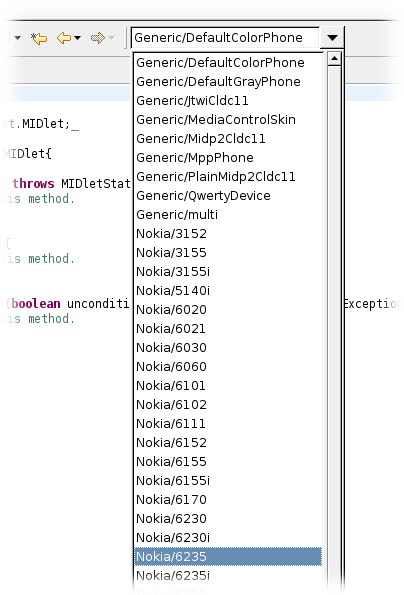 Generic/DefaultColorPhone
Generic/DefaultColorPhone
Generic/DefaultGrayPhone
Generic/JtwiCldc11
Generic/MediaControlSkin
et.MIDlet;_
Generic/Midp2Cldc11
MIDlet{
Generic/MppPhone
Generic/PlainMidp2Cldc11
throws MIDletStat
Generic/QwertyDevice
is method.
Generic/multi
Nokia/3152
{
Nokia/3155
is method.
Nokia/3155i
Nokia/5140i
(boolean unconditi
Exception
Nokia/6020
is method.
Nokia/6021
Nokia/6030
Nokia/6060
Nokia/6101
Nokia/6102
Nokia/6111
Nokia/6152
Nokia/6155
Nokia/6155i
Nokia/6170
Nokia/6230
Nokia/6230i
Nokia/6235
Nokia/6235i